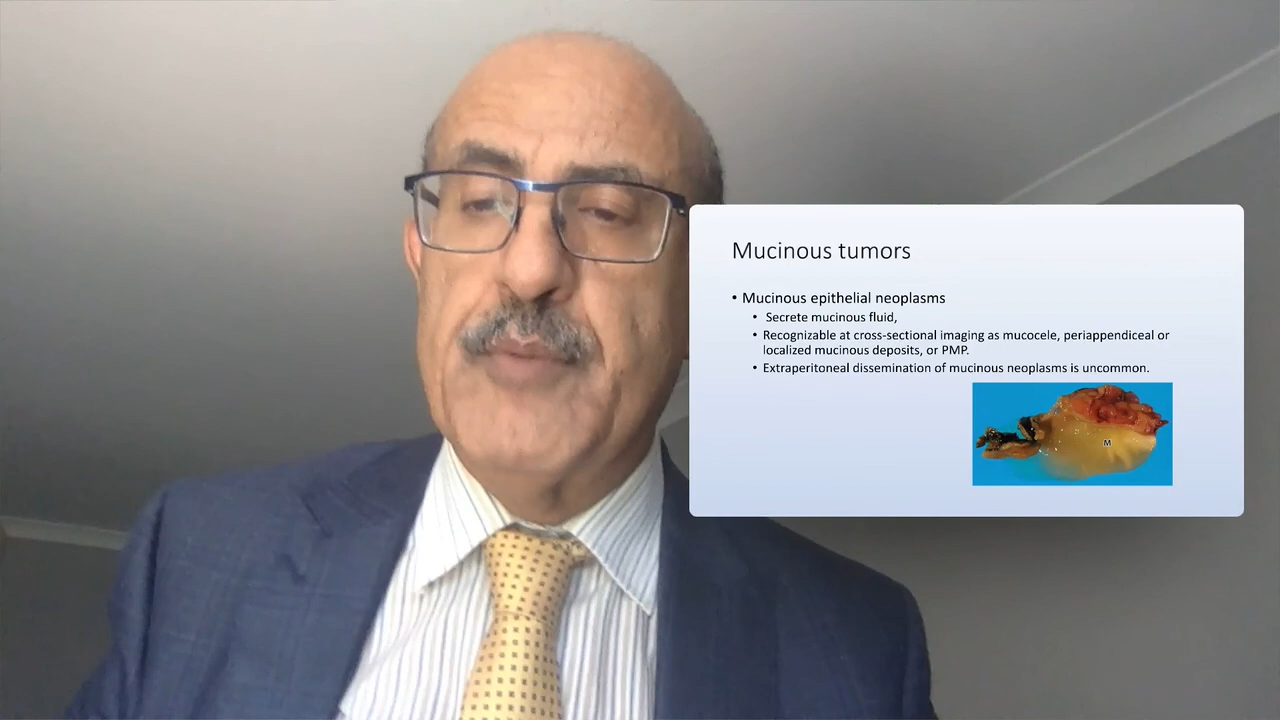 Mucinous tumors
• Mucinous epithelial neoplasms
• Secrete mucinous fluid,
• Recognizable at cross-sectional imaging as mucocele, periappendiceal or
localized mucinous deposits, or PMP.
• Extraperitoneal dissemination of mucinous neoplasms is uncommon.
M